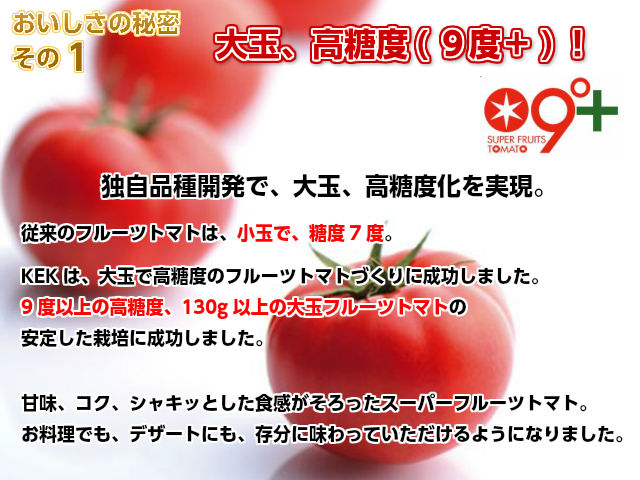 おいしさの秘密
その1
大玉、高糖度(9度+)!
9°+
SUPER FRUITS
TOMATO
独自品種開発で、大玉、高糖度化を実現。
従来のフルーツトマトは、小玉で、糖度7度。
KEKは、大玉で高糖度のフルーツトマトづくりに成功しました。
9度以上の高糖度、130g以上の大玉フルーツトマトの
安定した栽培に成功しました。
甘味、コク、シャキッとした食感がそろったスーパーフルーツトマト。
お料理でも、デザートにも、存分に味わっていただけるようになりました。